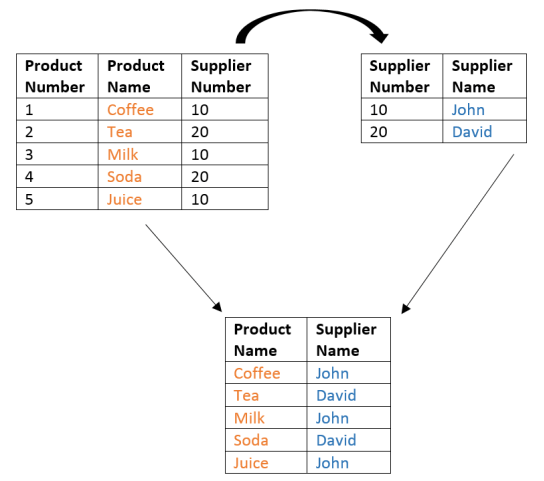 Product Number Product Name Supplier Number
1 Coffee 10
2 Tea 20
3 Milk 10
4 Soda 20
5 Juice 10
Supplier Number Supplier Name
10 John
20 David
Product Name Supplier Name
Coffee John
Tea David
Milk John
Soda David
Juice John